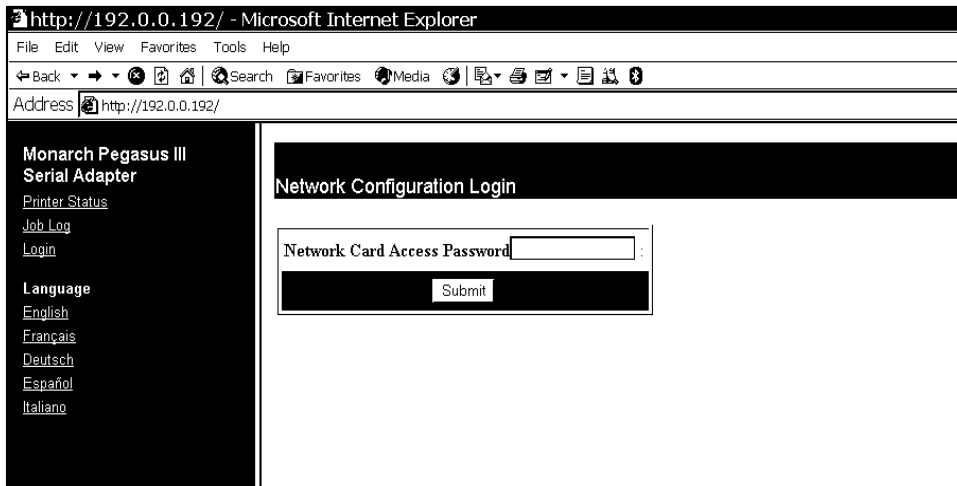 http://192.0.0.192/ - Microsoft Internet Explorer
File Edit View Favorites Tools Help
Back Search Favorites Media
Address http://192.0.0.192/
Monarch Pegasus III
Serial Adapter
Printer Status
Job Log
Login
Language
English
Français
Deutsch
Español
Italiano
Network Configuration Login
Network Card Access Password :
Submit